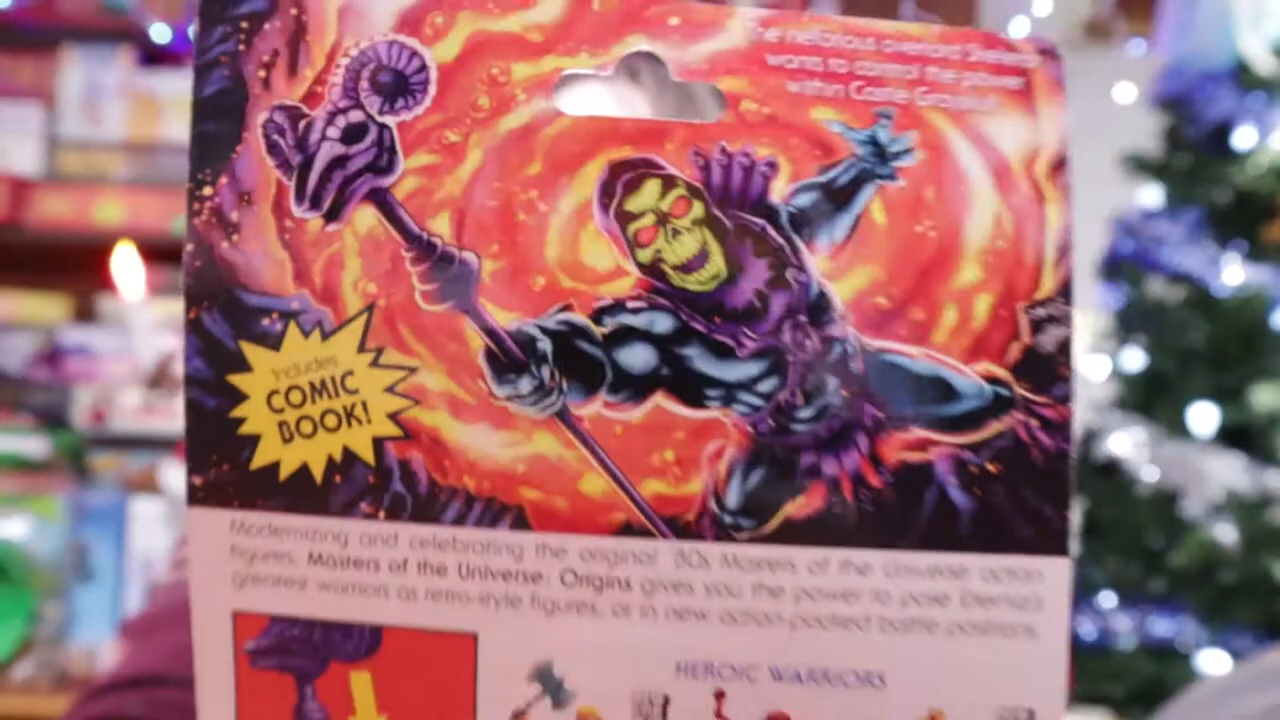 The nefarious overlord Skeletor
wants to control the power
within Castle Grayskull.
Includes
COMIC
BOOK!
Modernizing and celebrating the original '80s Masters of the Universe action
figures, Masters of the Universe: Origins gives you the power to pose Eternia's
greatest warriors as retro-style figures, or in new action-packed battle positions.
HEROIC WARRIORS